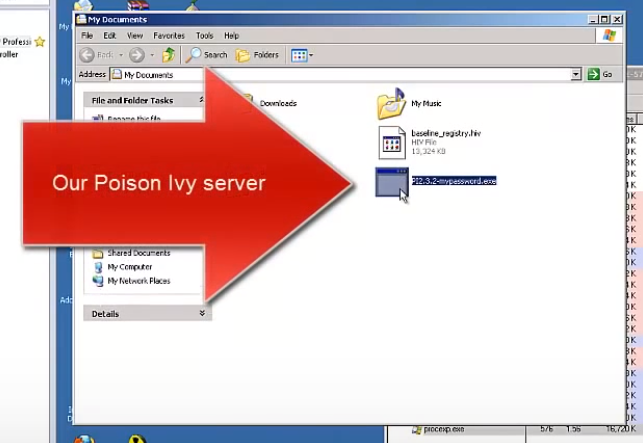 My Documents
File Edit View Favorites Tools Help
Back Search Folders
Address My Documents Go
Professi
roller
File and Folder Tasks
Rename this file
Downloads
My Music
baseline_registry.hiv
HIV File
13,324 KB
Our Poison Ivy server
PI2.3.2-mypassword.exe
Shared Documents
My Computer
My Network Places
Details
procexp.exe 576 1.56 16,720 K